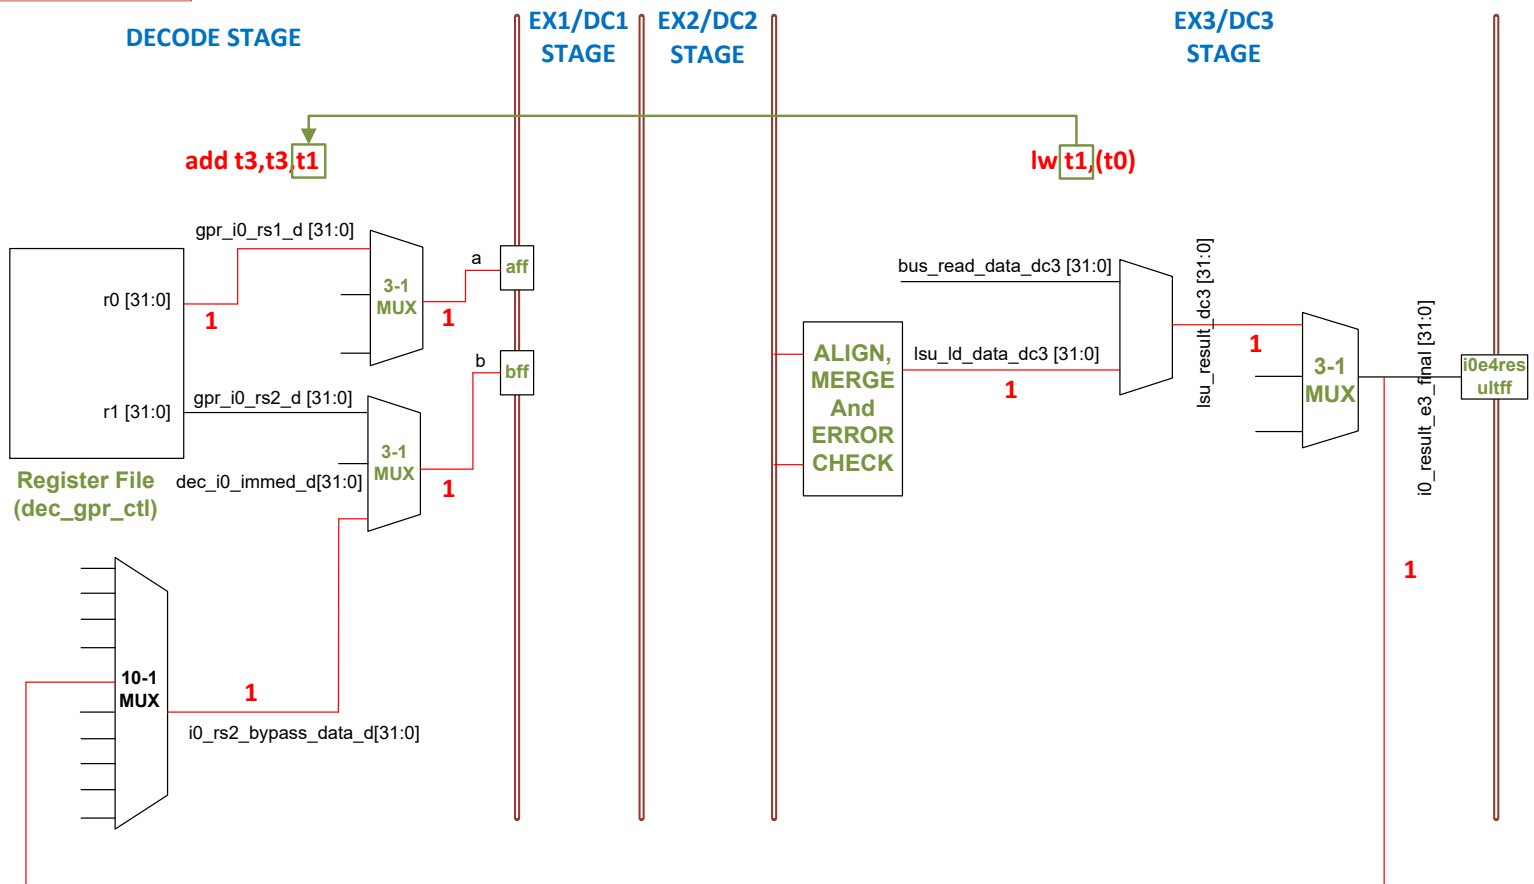 DECODE STAGE
EX1/DC1
STAGE
EX2/DC2
STAGE
EX3/DC3
STAGE
add t3,t3,t1
lw t1,(t0)
gpr_i0_rs1_d [31:0]
r0 [31:0]
1
3-1
MUX
1
a
aff
b
bff
r1 [31:0]
gpr_i0_rs2_d [31:0]
3-1
MUX
1
dec_i0_immed_d[31:0]
Register File
(dec_gpr_ctl)
10-1
MUX
1
i0_rs2_bypass_data_d[31:0]
ALIGN,
MERGE
And
ERROR
CHECK
bus_read_data_dc3 [31:0]
lsu_ld_data_dc3 [31:0]
1
lsu_result_dc3 [31:0]
1
3-1
MUX
i0_result_e3_final [31:0]
i0e4res
ultff
1